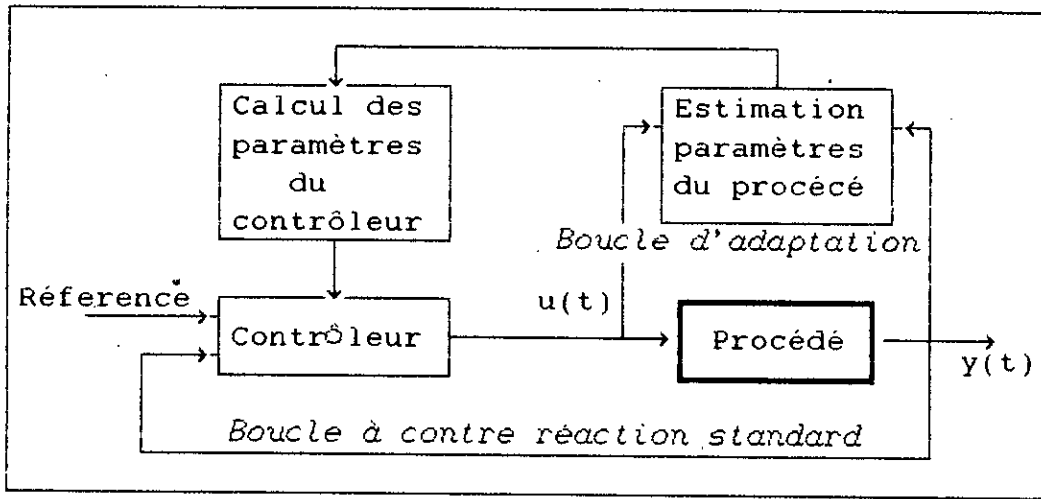 Calcul des
paramètres
du
contrôleur
Estimation
paramètres
du procécé
Boucle d'adaptation
Réference
u(t)
Contrôleur
Procédé
y(t)
Boucle à contre réaction standard